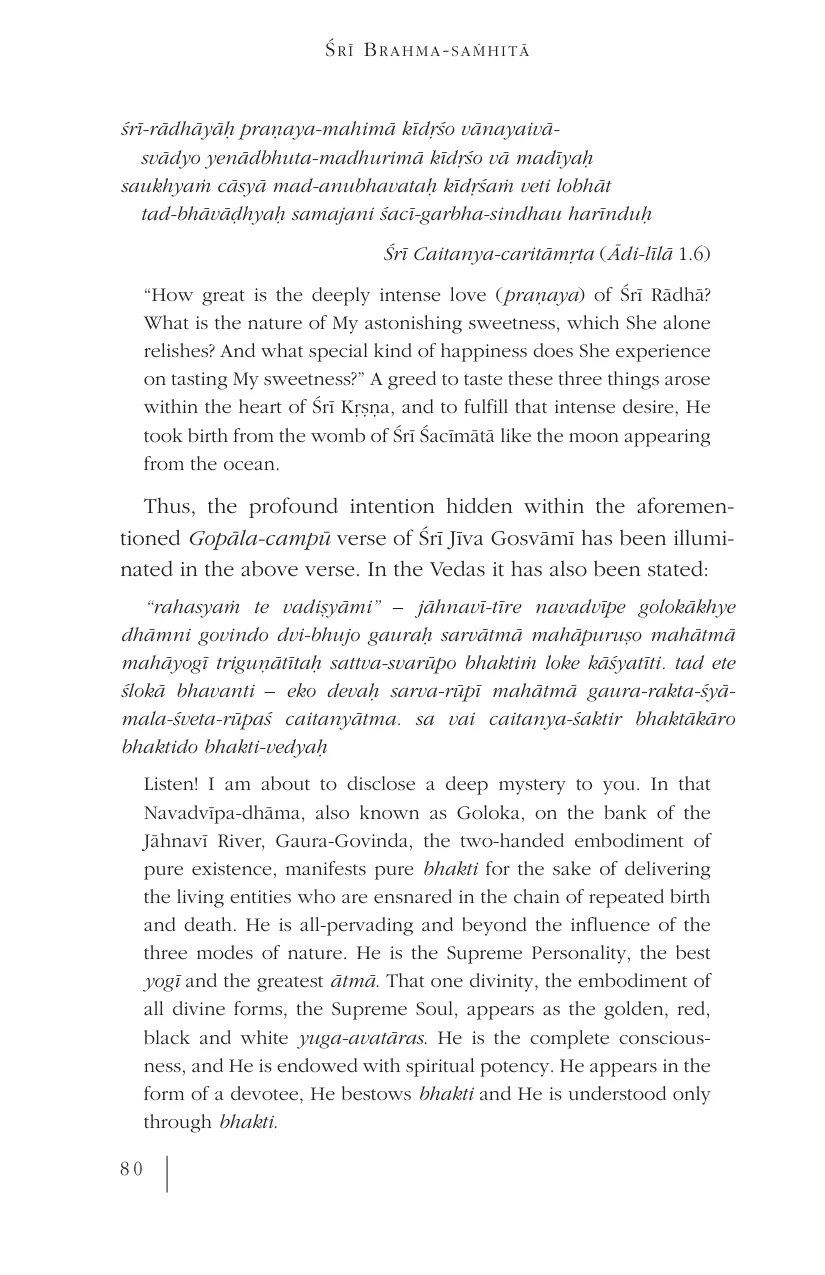 Śrī Brahma-saṁhitā
śrī-rādhāyāḥ praṇaya-mahimā kīdṛśo vānayaivā-
svādyo yenādbhuta-madhurimā kīdṛśo vā madīyaḥ
saukhyaṁ cāsyā mad-anubhavataḥ kīdṛśaṁ veti lobhāt
tad-bhāvāḍhyaḥ samajani śacī-garbha-sindhau harīnduḥ
Śrī Caitanya-caritāmṛta (Ādi-līlā 1.6)
“How great is the deeply intense love (praṇaya) of Śrī Rādhā?
What is the nature of My astonishing sweetness, which She alone
relishes? And what special kind of happiness does She experience
on tasting My sweetness?” A greed to taste these three things arose
within the heart of Śrī Kṛṣṇa, and to fulfill that intense desire, He
took birth from the womb of Śrī Śacīmātā like the moon appearing
from the ocean.
Thus, the profound intention hidden within the aforemen-
tioned Gopāla-campū verse of Śrī Jīva Gosvāmī has been illumi-
nated in the above verse. In the Vedas it has also been stated:
“rahasyaṁ te vadiṣyāmi” – jāhnavī-tīre navadvīpe golokākhye
dhāmni govindo dvi-bhujo gauraḥ sarvātmā mahāpuruṣo mahātmā
mahāyogī triguṇātītaḥ sattva-svarūpo bhaktiṁ loke kāśyatīti. tad ete
ślokā bhavanti – eko devaḥ sarva-rūpī mahātmā gaura-rakta-śyā-
mala-śveta-rūpaś caitanyātma. sa vai caitanya-śaktir bhaktākāro
bhaktido bhakti-vedyaḥ
Listen! I am about to disclose a deep mystery to you. In that
Navadvīpa-dhāma, also known as Goloka, on the bank of the
Jāhnavī River, Gaura-Govinda, the two-handed embodiment of
pure existence, manifests pure bhakti for the sake of delivering
the living entities who are ensnared in the chain of repeated birth
and death. He is all-pervading and beyond the influence of the
three modes of nature. He is the Supreme Personality, the best
yogī and the greatest ātmā. That one divinity, the embodiment of
all divine forms, the Supreme Soul, appears as the golden, red,
black and white yuga-avatāras. He is the complete conscious-
ness, and He is endowed with spiritual potency. He appears in the
form of a devotee, He bestows bhakti and He is understood only
through bhakti.
80